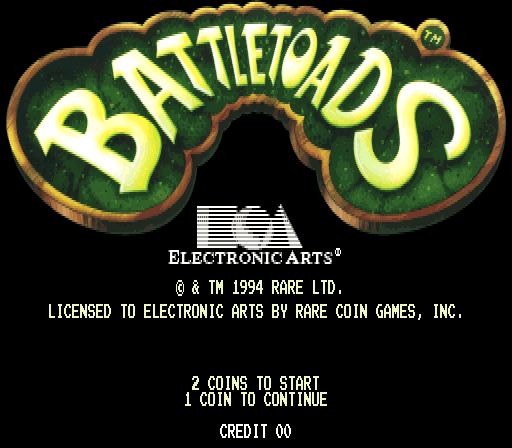 BATTLETOADS TM
EA
ELECTRONIC ARTS®
© & TM 1994 RARE LTD.
LICENSED TO ELECTRONIC ARTS BY RARE COIN GAMES, INC.
2 COINS TO START
1 COIN TO CONTINUE
CREDIT 00